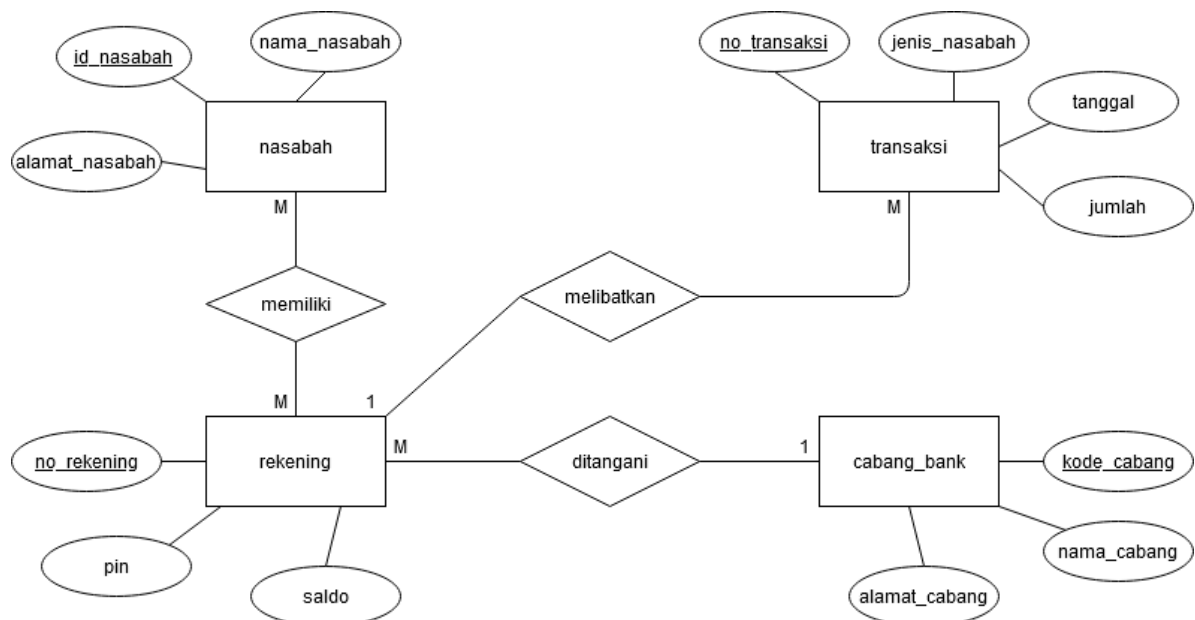 nama_nasabah
id_nasabah
alamat_nasabah
nasabah
no_transaksi
jenis_nasabah
tanggal
transaksi
jumlah
M
M
memiliki
melibatkan
M
1
M
no_rekening
rekening
ditangani
1
cabang_bank
kode_cabang
pin
saldo
nama_cabang
alamat_cabang